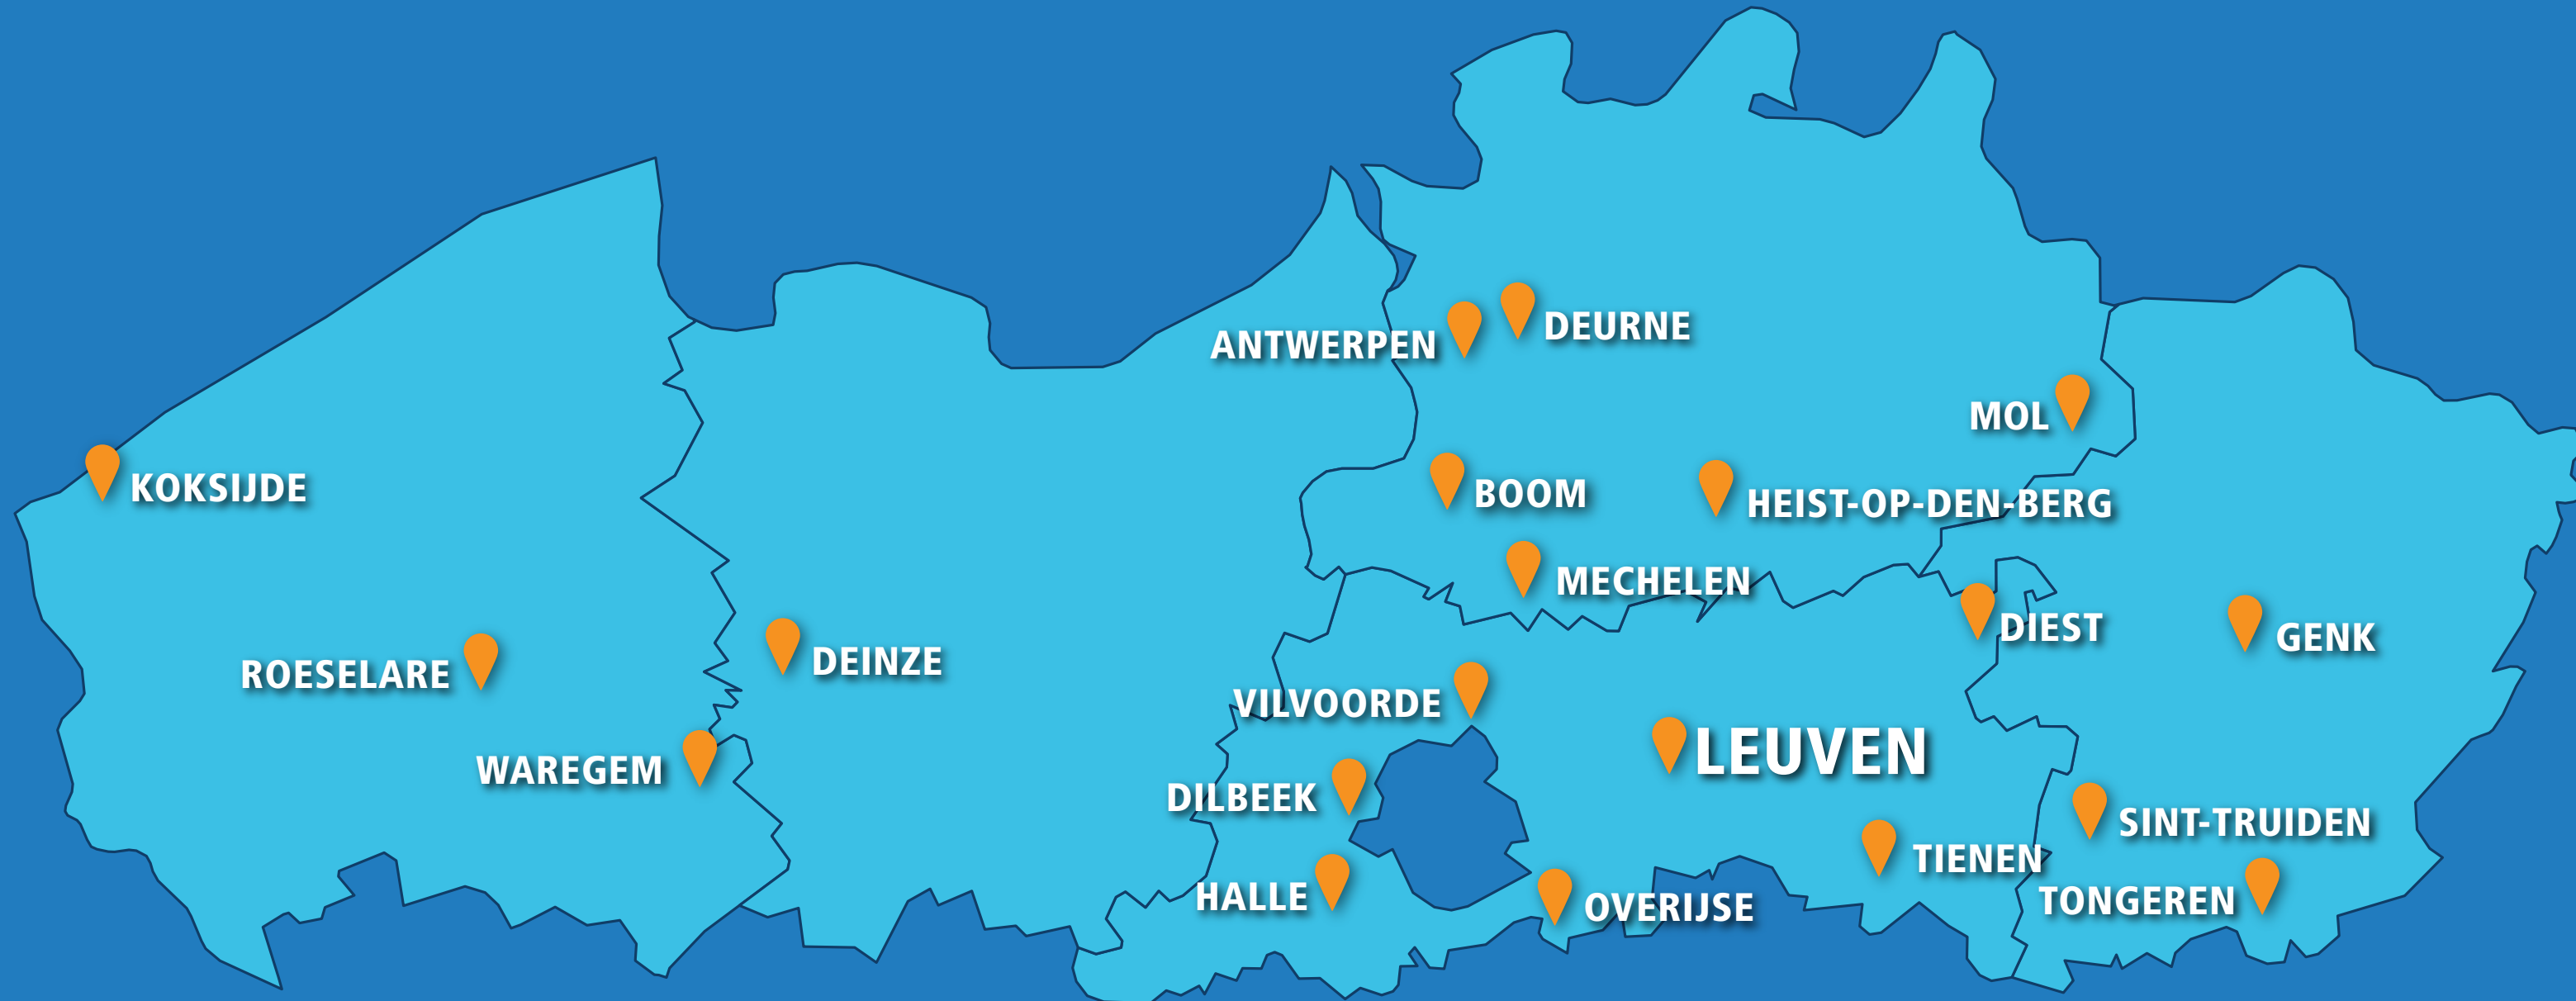 DEURNE
ANTWERPEN
MOL
KOKSIJDE
BOOM
HEIST-OP-DEN-BERG
MECHELEN
DIEST
GENK
ROESELARE
DEINZE
VILVOORDE
LEUVEN
WAREGEM
DILBEEK
SINT-TRUIDEN
TIENEN
HALLE
TONGEREN
OVERIJSE